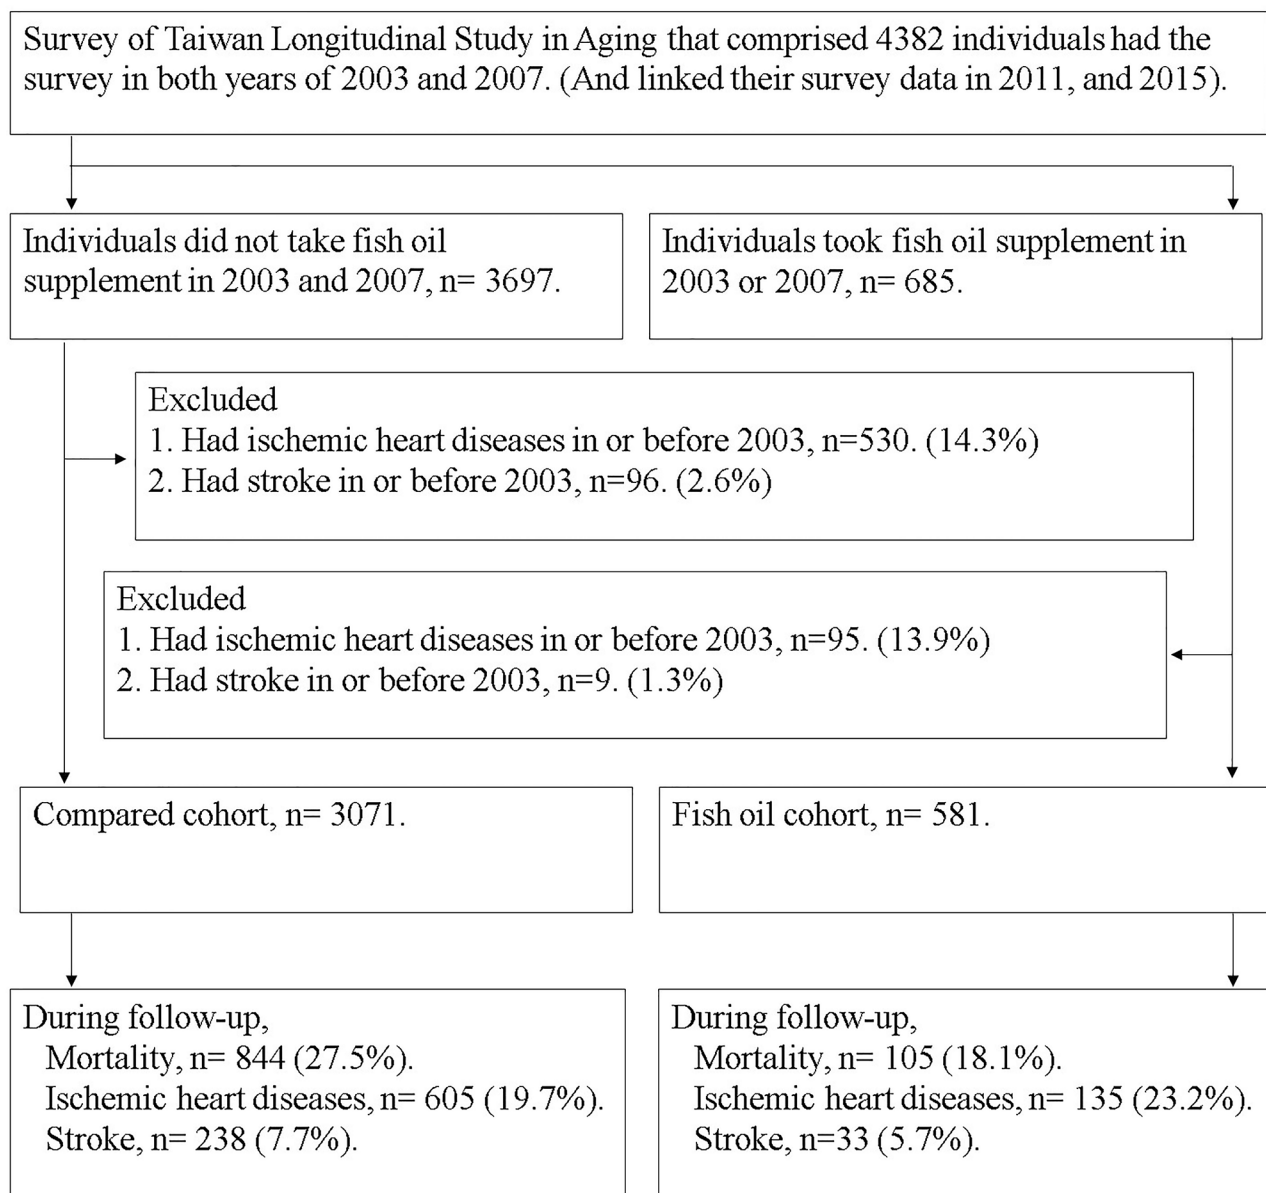 Survey of Taiwan Longitudinal Study in Aging that comprised 4382 individuals had the
survey in both years of 2003 and 2007. (And linked their survey data in 2011, and 2015).
Individuals did not take fish oil
supplement in 2003 and 2007, n= 3697.
Individuals took fish oil supplement in
2003 or 2007, n= 685.
Excluded
1. Had ischemic heart diseases in or before 2003, n=530. (14.3%)
2. Had stroke in or before 2003, n=96. (2.6%)
Excluded
1. Had ischemic heart diseases in or before 2003, n=95. (13.9%)
2. Had stroke in or before 2003, n=9. (1.3%)
Compared cohort, n= 3071.
Fish oil cohort, n= 581.
During follow-up,
Mortality, n= 844 (27.5%).
Ischemic heart diseases, n= 605 (19.7%).
Stroke, n= 238 (7.7%).
During follow-up,
Mortality, n= 105 (18.1%).
Ischemic heart diseases, n= 135 (23.2%).
Stroke, n=33 (5.7%).